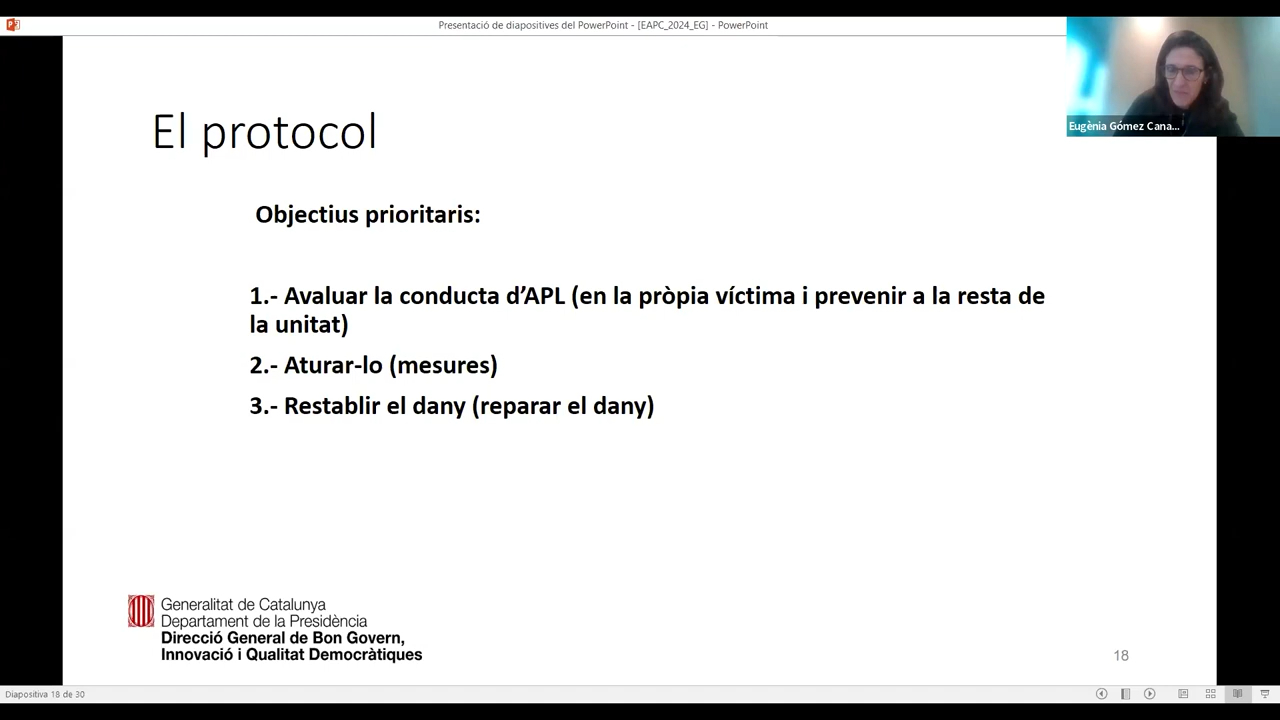 Presentació de diapositives del PowerPoint - [EAPC_2024_EG] - PowerPoint
Eugènia Gómez Cana...
El protocol
Objectius prioritaris:
1.- Avaluar la conducta d’APL (en la pròpia víctima i prevenir a la resta de
la unitat)
2.- Aturar-lo (mesures)
3.- Restablir el dany (reparar el dany)
Generalitat de Catalunya
Departament de la Presidència
Direcció General de Bon Govern,
Innovació i Qualitat Democràtiques
18
Diapositiva 18 de 30